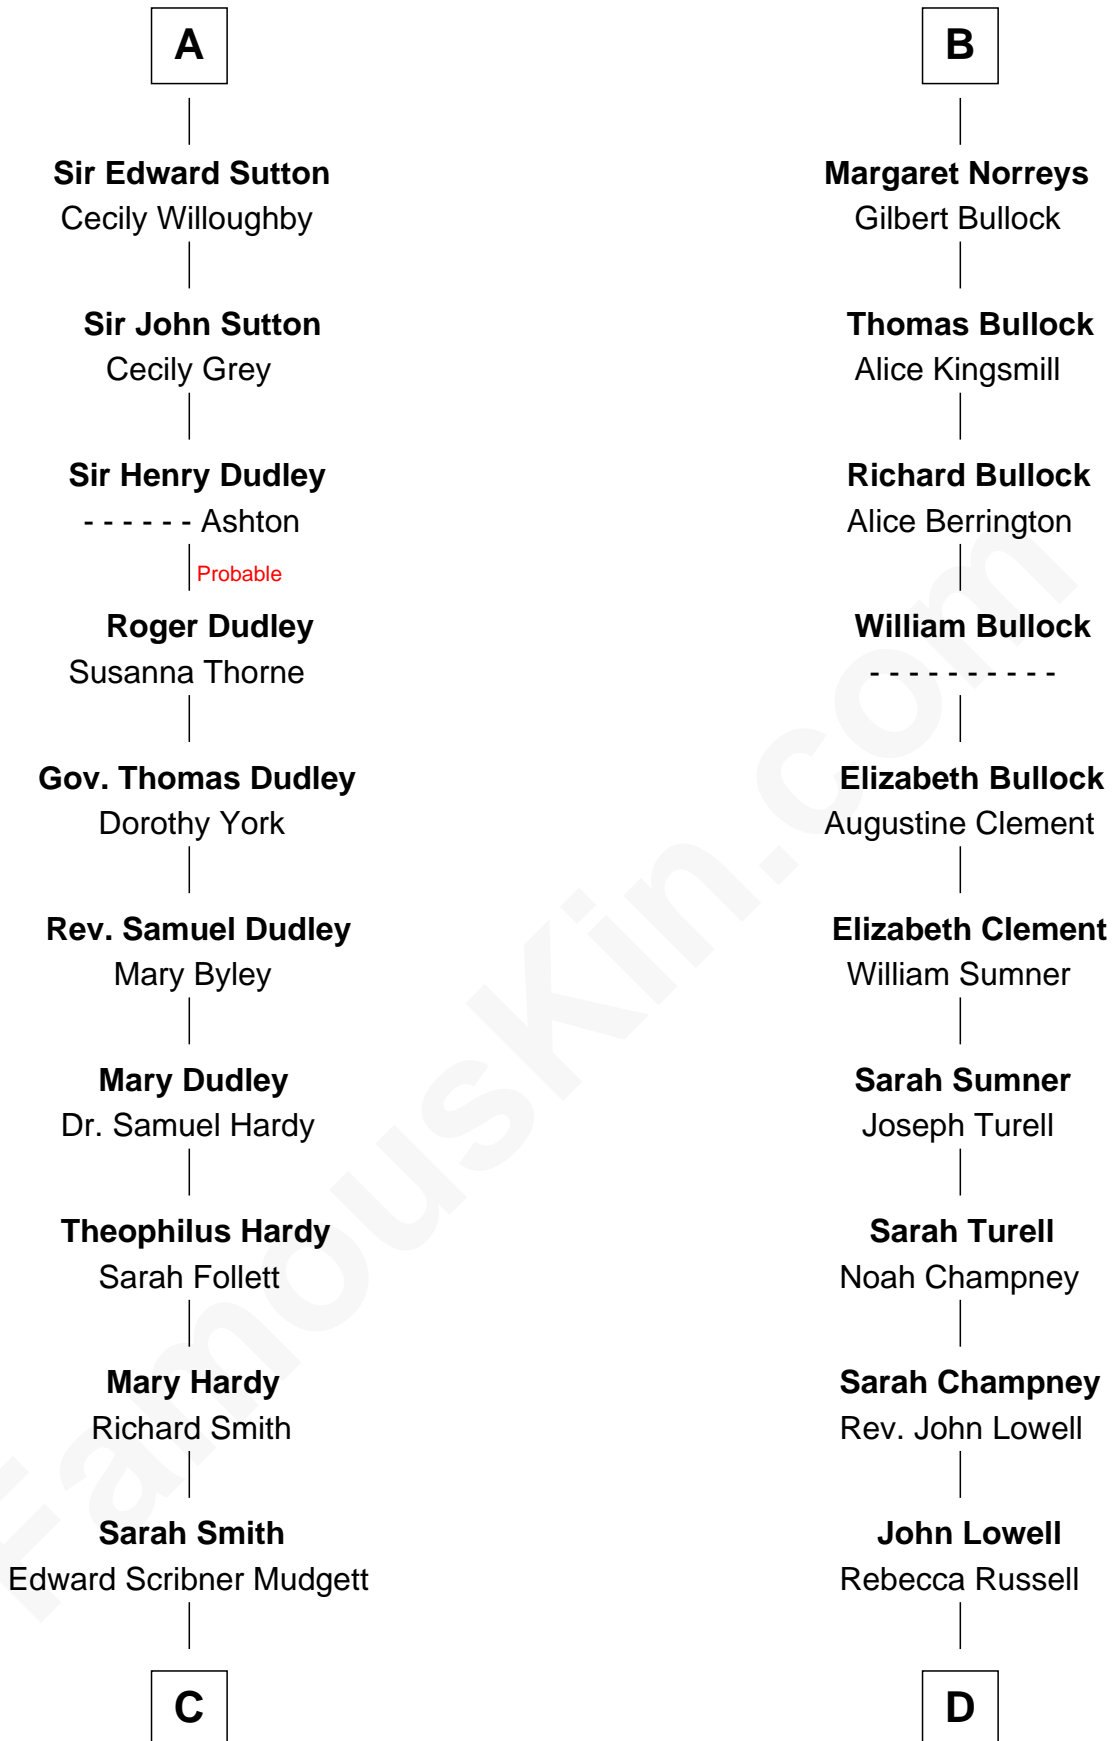 A
B
Sir Edward Sutton
Cecily Willoughby
Margaret Norreys
Gilbert Bullock
Sir John Sutton
Cecily Grey
Thomas Bullock
Alice Kingsmill
Sir Henry Dudley
- - - - - - Ashton
Richard Bullock
Alice Berrington
Probable
Roger Dudley
Susanna Thorne
William Bullock
- - - - - - - - - -
Gov. Thomas Dudley
Dorothy York
Elizabeth Bullock
Augustine Clement
Rev. Samuel Dudley
Mary Byley
Elizabeth Clement
William Sumner
Mary Dudley
Dr. Samuel Hardy
Sarah Sumner
Joseph Turell
Theophilus Hardy
Sarah Follett
Sarah Turell
Noah Champney
Mary Hardy
Richard Smith
Sarah Champney
Rev. John Lowell
Sarah Smith
Edward Scribner Mudgett
John Lowell
Rebecca Russell
C
D
FamousKin.com